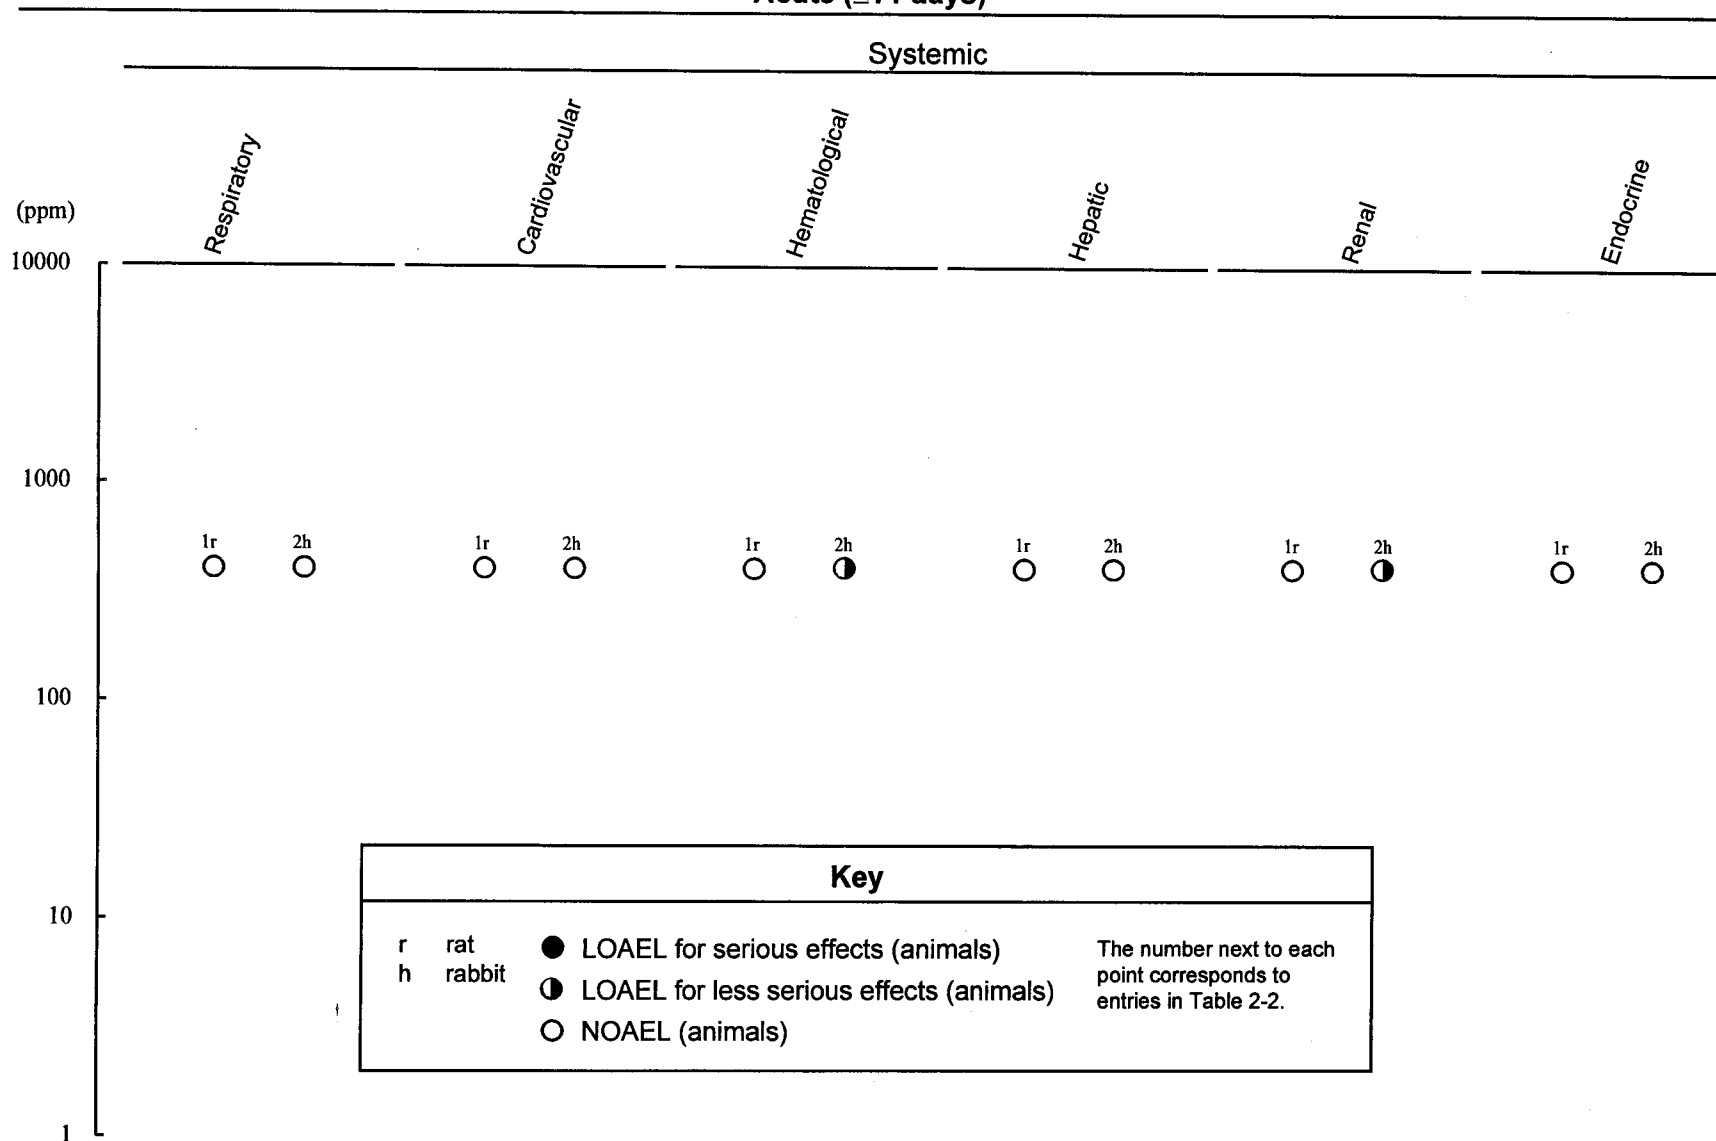 Systemic
Respiratory
Cardiovascular
Hematological
Hepatic
Renal
Endocrine
(ppm)
10000
1000
1r 2h 1r 2h 1r 2h 1r 2h 1r 2h 1r 2h
100
10
1
Key
r rat
h rabbit
LOAEL for serious effects (animals)
LOAEL for less serious effects (animals)
NOAEL (animals)
The number next to each
point corresponds to
entries in Table 2-2.